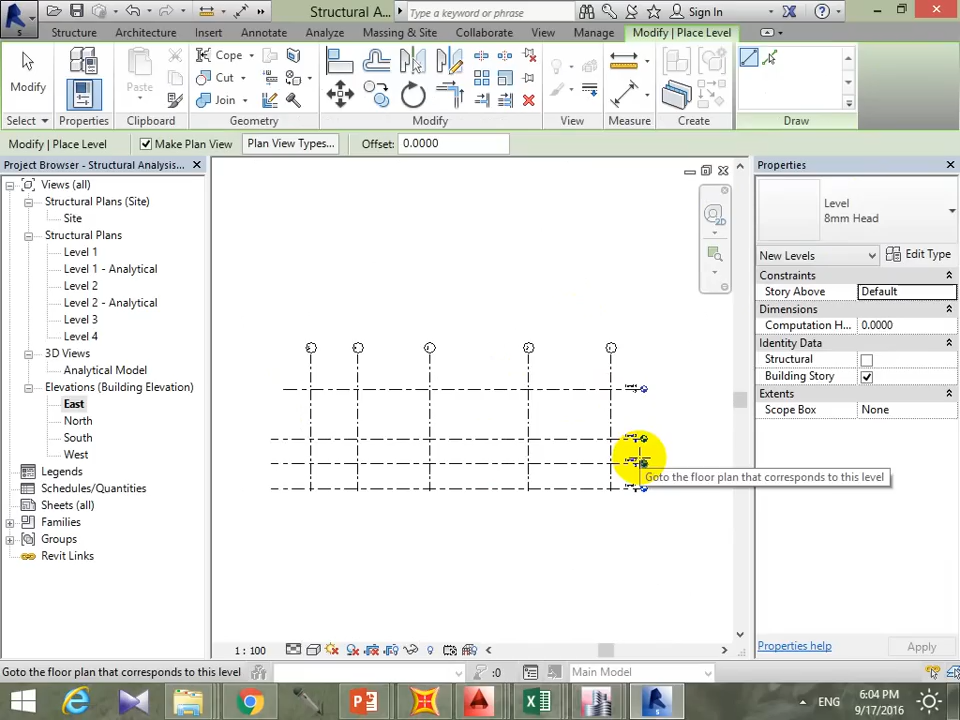 Structural A...
Type a keyword or phrase
Sign In
Structure
Architecture
Insert
Annotate
Analyze
Massing & Site
Collaborate
View
Manage
Modify | Place Level
Modify
Paste
Cope
Cut
Join
Select
Properties
Clipboard
Geometry
Modify
View
Measure
Create
Draw
Modify | Place Level
Make Plan View
Plan View Types...
Offset: 0.0000
Project Browser - Structural Analysis...
Views (all)
Structural Plans (Site)
Site
Structural Plans
Level 1
Level 1 - Analytical
Level 2
Level 2 - Analytical
Level 3
Level 4
3D Views
Analytical Model
Elevations (Building Elevation)
East
North
South
West
Legends
Schedules/Quantities
Sheets (all)
Families
Groups
Revit Links
2D
Goto the floor plan that corresponds to this level
1 : 100
Properties
Level
8mm Head
New Levels
Edit Type
Constraints
Story Above Default
Dimensions
Computation H... 0.0000
Identity Data
Structural
Building Story
Extents
Scope Box None
Properties help
Apply
Goto the floor plan that corresponds to this level
:0
Main Model
ENG
6:04 PM
9/17/2016